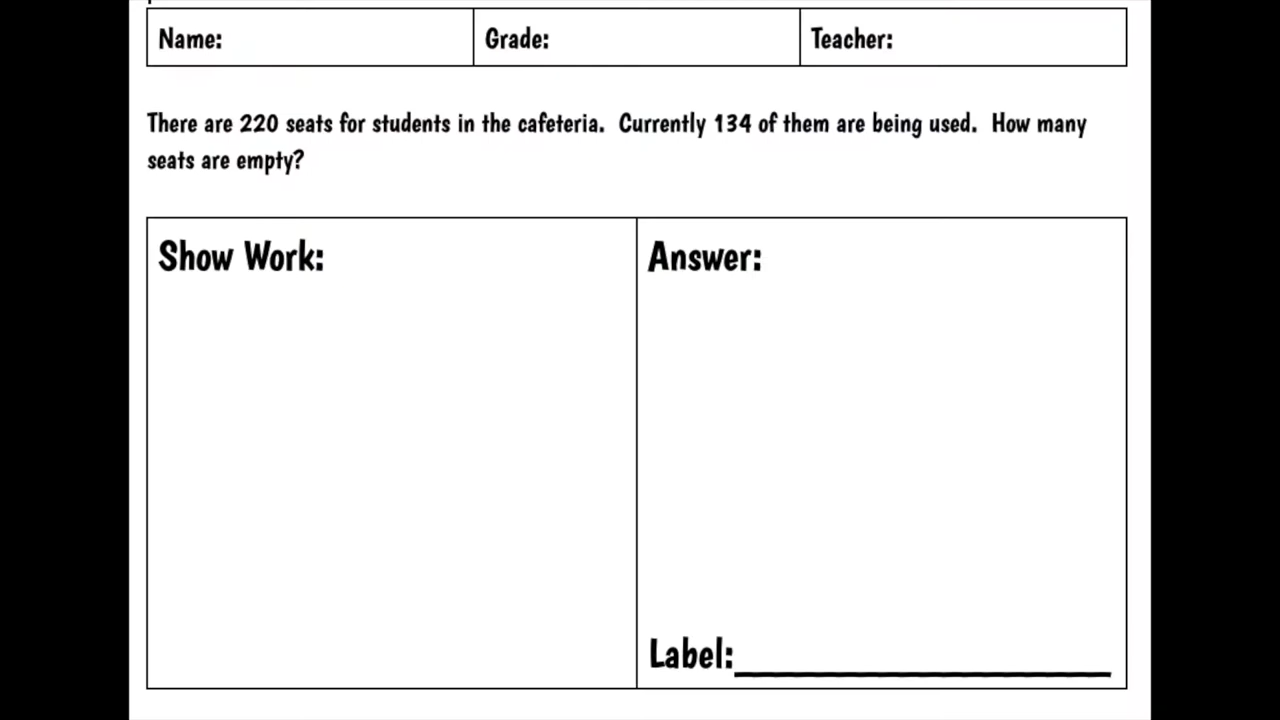 Name: Grade: Teacher:
There are 220 seats for students in the cafeteria. Currently 134 of them are being used. How many
seats are empty?
Show Work: Answer:
Label: